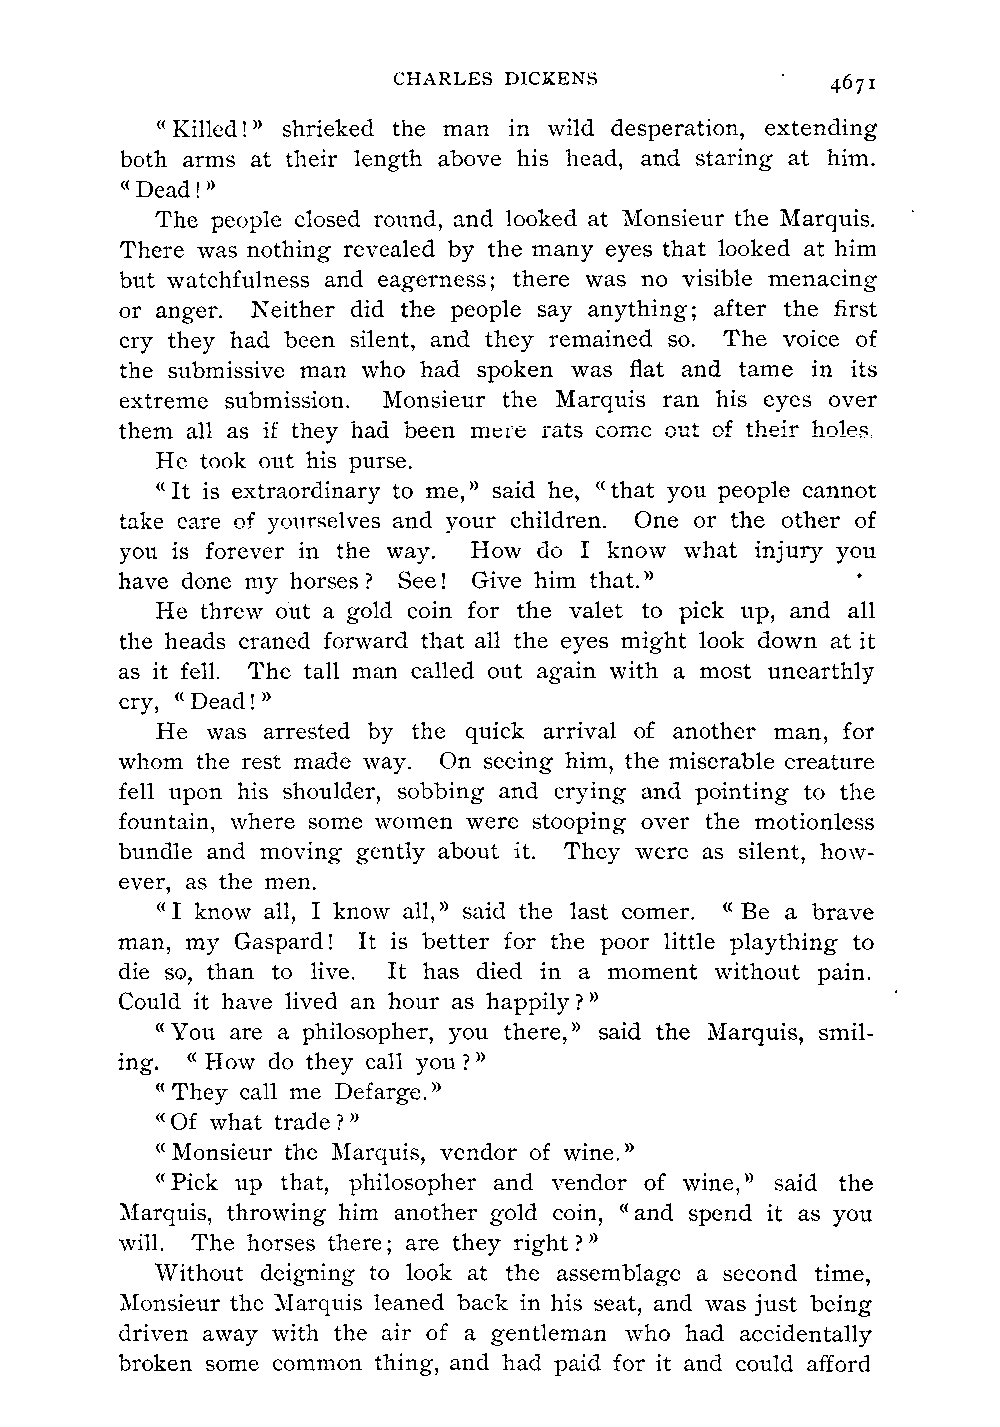 CHARLES DICKENS 4671
"Killed!" shrieked the man in wild desperation, extending
both arms at their length above his head, and staring at him.
"Dead!"
The people closed round, and looked at Monsieur the Marquis.
There was nothing revealed by the many eyes that looked at him
but watchfulness and eagerness; there was no visible menacing
or anger. Neither did the people say anything; after the first
cry they had been silent, and they remained so. The voice of
the submissive man who had spoken was flat and tame in its
extreme submission. Monsieur the Marquis ran his eyes over
them all as if they had been mere rats come out of their holes.
He took out his purse.
"It is extraordinary to me," said he, "that you people cannot
take care of yourselves and your children. One or the other of
you is forever in the way. How do I know what injury you
have done my horses? See! Give him that."
He threw out a gold coin for the valet to pick up, and all
the heads craned forward that all the eyes might look down at it
as it fell. The tall man called out again with a most unearthly
cry, "Dead!"
He was arrested by the quick arrival of another man, for
whom the rest made way. On seeing him, the miserable creature
fell upon his shoulder, sobbing and crying and pointing to the
fountain, where some women were stooping over the motionless
bundle and moving gently about it. They were as silent, how-
ever, as the men.
"I know all, I know all," said the last comer. "Be a brave
man, my Gaspard! It is better for the poor little plaything to
die so, than to live. It has died in a moment without pain.
Could it have lived an hour as happily?"
"You are a philosopher, you there," said the Marquis, smil-
ing. "How do they call you?"
"They call me Defarge."
"Of what trade?"
"Monsieur the Marquis, vendor of wine."
"Pick up that, philosopher and vendor of wine," said the
Marquis, throwing him another gold coin, "and spend it as you
will. The horses there; are they right?"
Without deigning to look at the assemblage a second time,
Monsieur the Marquis leaned back in his seat, and was just being
driven away with the air of a gentleman who had accidentally
broken some common thing, and had paid for it and could afford